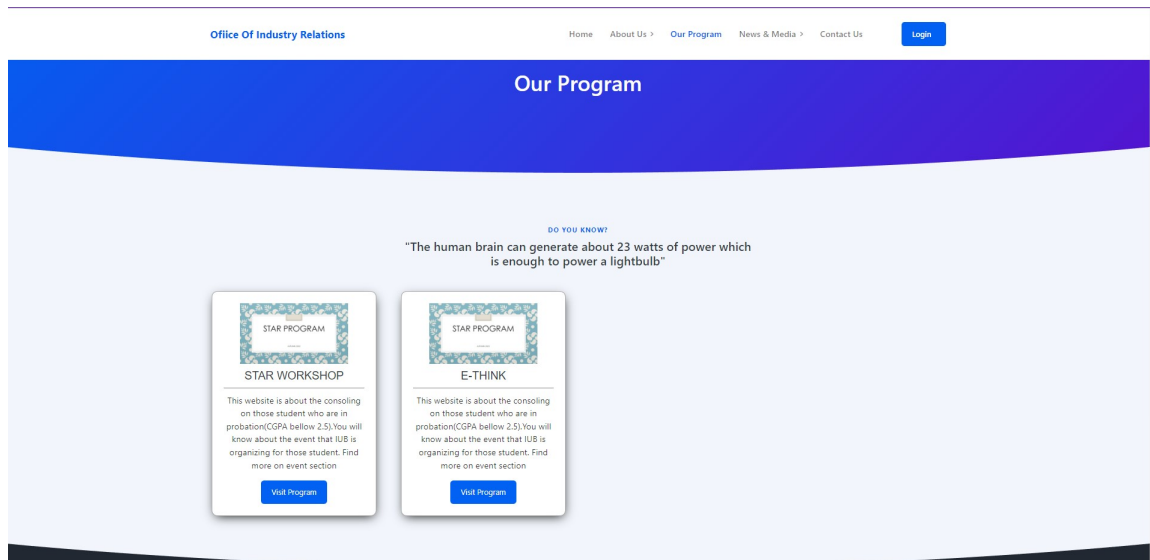 Ofiice Of Industry Relations
Home About Us > Our Program News & Media > Contact Us Login
Our Program
DO YOU KNOW?
"The human brain can generate about 23 watts of power which
is enough to power a lightbulb"
STAR PROGRAM
STAR WORKSHOP
This website is about the consoling
on those student who are in
probation(CGPA bellow 2.5).You will
know about the event that IUB is
organizing for those student. Find
more on event section
Visit Program
STAR PROGRAM
E-THINK
This website is about the consoling
on those student who are in
probation(CGPA bellow 2.5).You will
know about the event that IUB is
organizing for those student. Find
more on event section
Visit Program